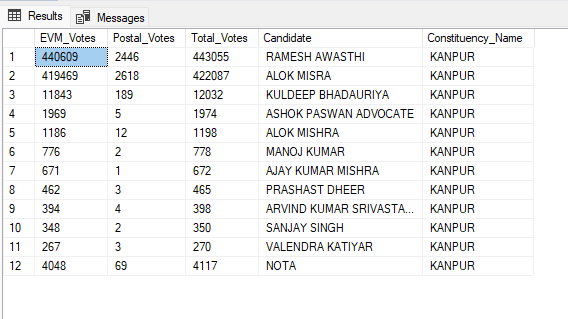 Results Messages
EVM_Votes Postal_Votes Total_Votes Candidate Constituency_Name
1 440609 2446 443055 RAMESH AWASTHI KANPUR
2 419469 2618 422087 ALOK MISRA KANPUR
3 11843 189 12032 KULDEEP BHADAURIYA KANPUR
4 1969 5 1974 ASHOK PASWAN ADVOCATE KANPUR
5 1186 12 1198 ALOK MISHRA KANPUR
6 776 2 778 MANOJ KUMAR KANPUR
7 671 1 672 AJAY KUMAR MISHRA KANPUR
8 462 3 465 PRASHAST DHEER KANPUR
9 394 4 398 ARVIND KUMAR SRIVASTA... KANPUR
10 348 2 350 SANJAY SINGH KANPUR
11 267 3 270 VALENDRA KATIYAR KANPUR
12 4048 69 4117 NOTA KANPUR